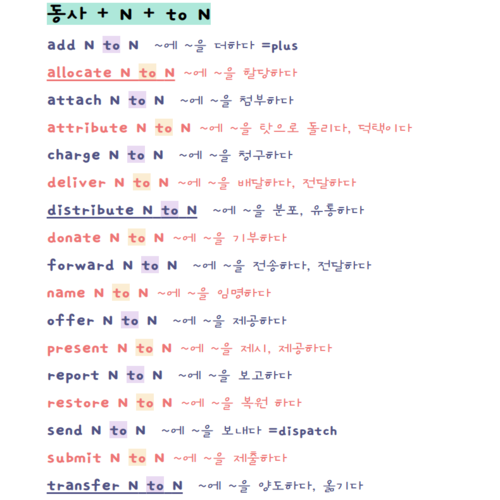 동사 + N + to N
add N to N ~에 ~을 더하다 =plus
allocate N to N ~에 ~을 할당하다
attach N to N ~에 ~을 첨부하다
attribute N to N ~에 ~을 탓으로 돌리다, 덕택이다
charge N to N ~에 ~을 청구하다
deliver N to N ~에 ~을 배달하다, 전달하다
distribute N to N ~에 ~을 분포, 유통하다
donate N to N ~에 ~을 기부하다
forward N to N ~에 ~을 전송하다, 전달하다
name N to N ~에 ~을 임명하다
offer N to N ~에 ~을 제공하다
present N to N ~에 ~을 제시, 제공하다
report N to N ~에 ~을 보고하다
restore N to N ~에 ~을 복원 하다
send N to N ~에 ~을 보내다 =dispatch
submit N to N ~에 ~을 제출하다
transfer N to N ~에 ~을 양도하다, 옮기다